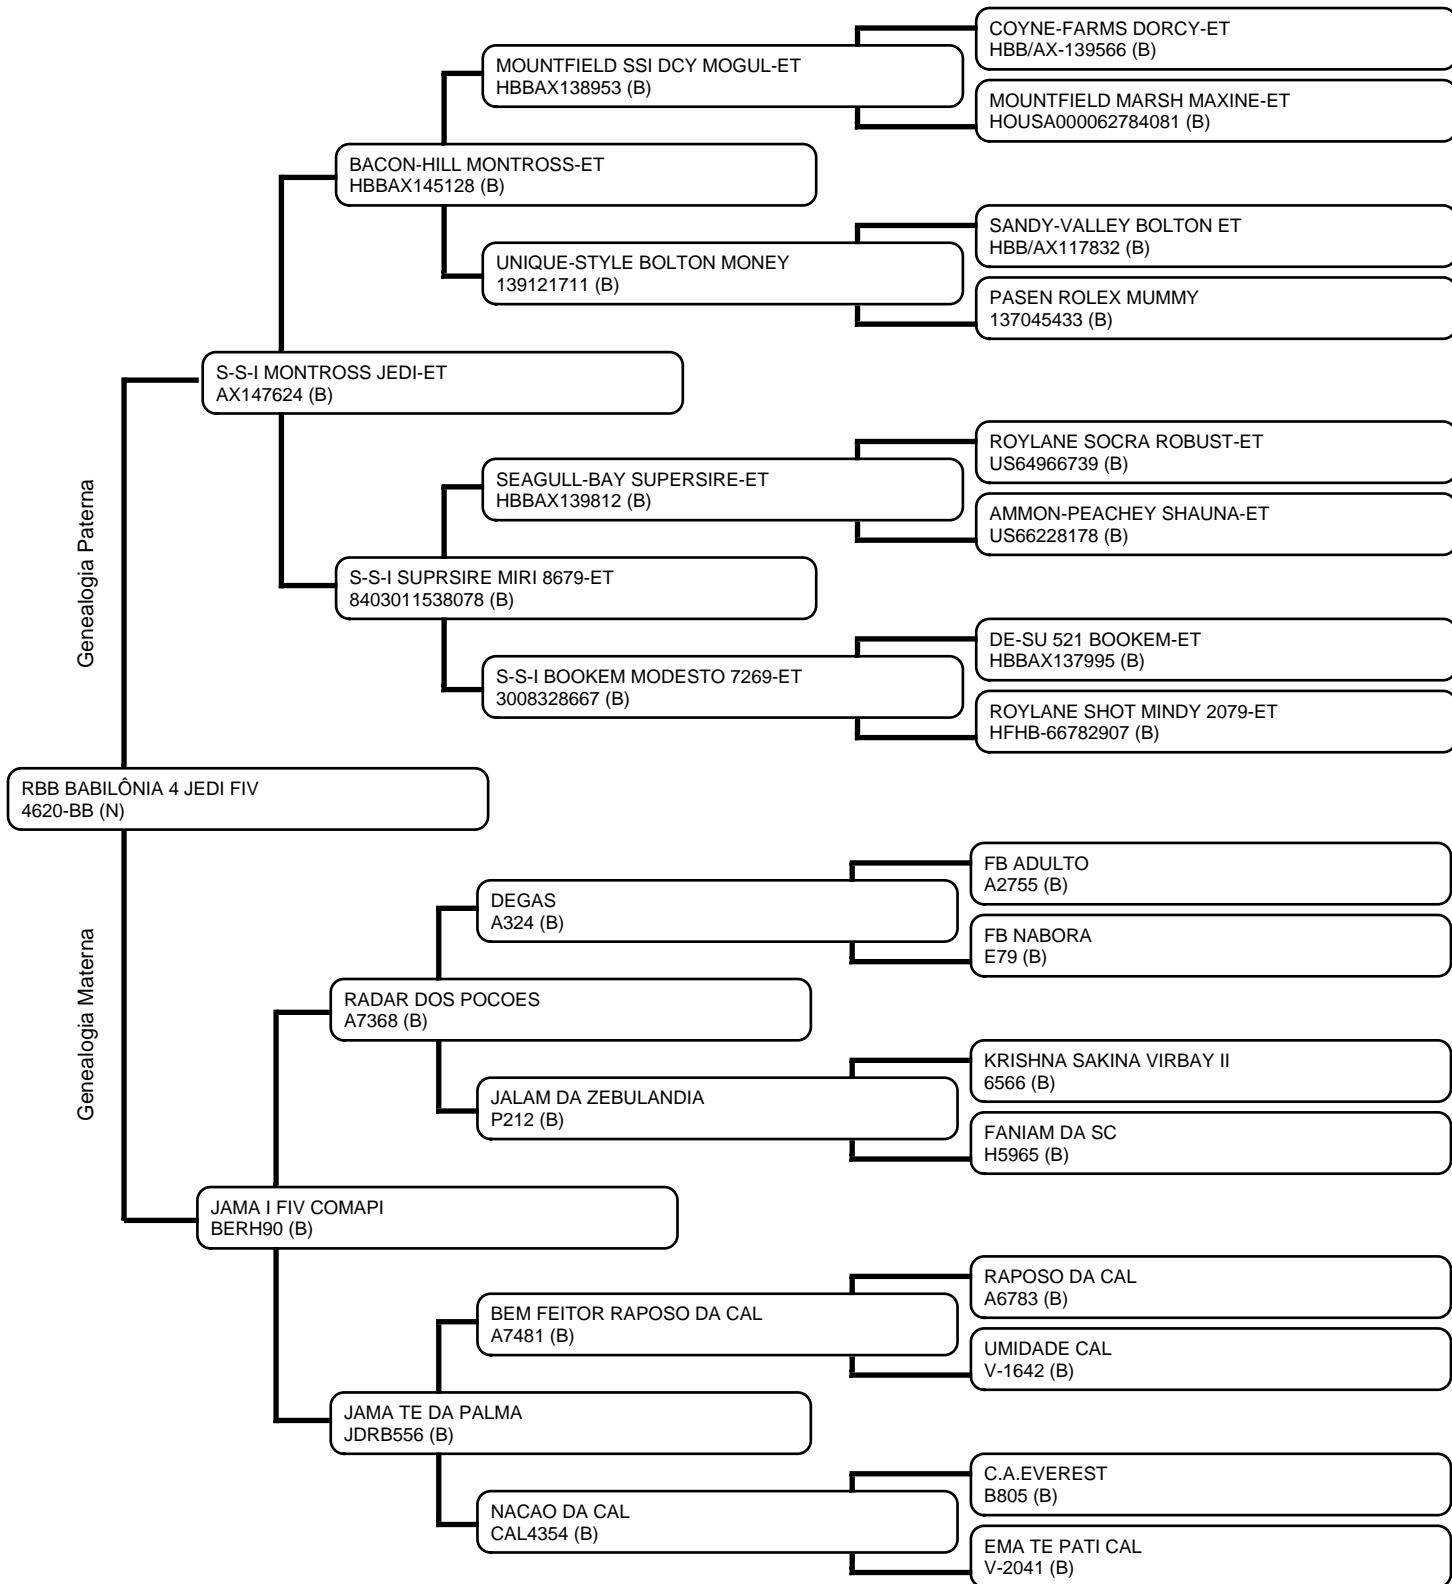 COYNE-FARMS DORCY-ET
HBB/AX-139566 (B)
MOUNTFIELD SSI DCY MOGUL-ET
HBBAX138953 (B)
MOUNTFIELD MARSH MAXINE-ET
HOUSA000062784081 (B)
BACON-HILL MONTROSS-ET
HBBAX145128 (B)
SANDY-VALLEY BOLTON ET
HBB/AX117832 (B)
UNIQUE-STYLE BOLTON MONEY
139121711 (B)
PASEN ROLEX MUMMY
137045433 (B)
S-S-I MONTROSS JEDI-ET
AX147624 (B)
ROYLANE SOCRA ROBUST-ET
US64966739 (B)
SEAGULL-BAY SUPERSIRE-ET
HBBAX139812 (B)
AMMON-PEACHEY SHAUNA-ET
US66228178 (B)
Genealogia Paterna
S-S-I SUPRSIRE MIRI 8679-ET
8403011538078 (B)
DE-SU 521 BOOKEM-ET
HBBAX137995 (B)
S-S-I BOOKEM MODESTO 7269-ET
3008328667 (B)
ROYLANE SHOT MINDY 2079-ET
HFHB-66782907 (B)
RBB BABILÔNIA 4 JEDI FIV
4620-BB (N)
FB ADULTO
A2755 (B)
DEGAS
A324 (B)
FB NABORA
E79 (B)
Genealogia Materna
RADAR DOS POCOES
A7368 (B)
KRISHNA SAKINA VIRBAY II
6566 (B)
JALAM DA ZEBULANDIA
P212 (B)
FANIAM DA SC
H5965 (B)
JAMA I FIV COMAPI
BERH90 (B)
RAPOSO DA CAL
A6783 (B)
BEM FEITOR RAPOSO DA CAL
A7481 (B)
UMIDADE CAL
V-1642 (B)
JAMA TE DA PALMA
JDRB556 (B)
C.A.EVEREST
B805 (B)
NACAO DA CAL
CAL4354 (B)
EMA TE PATI CAL
V-2041 (B)